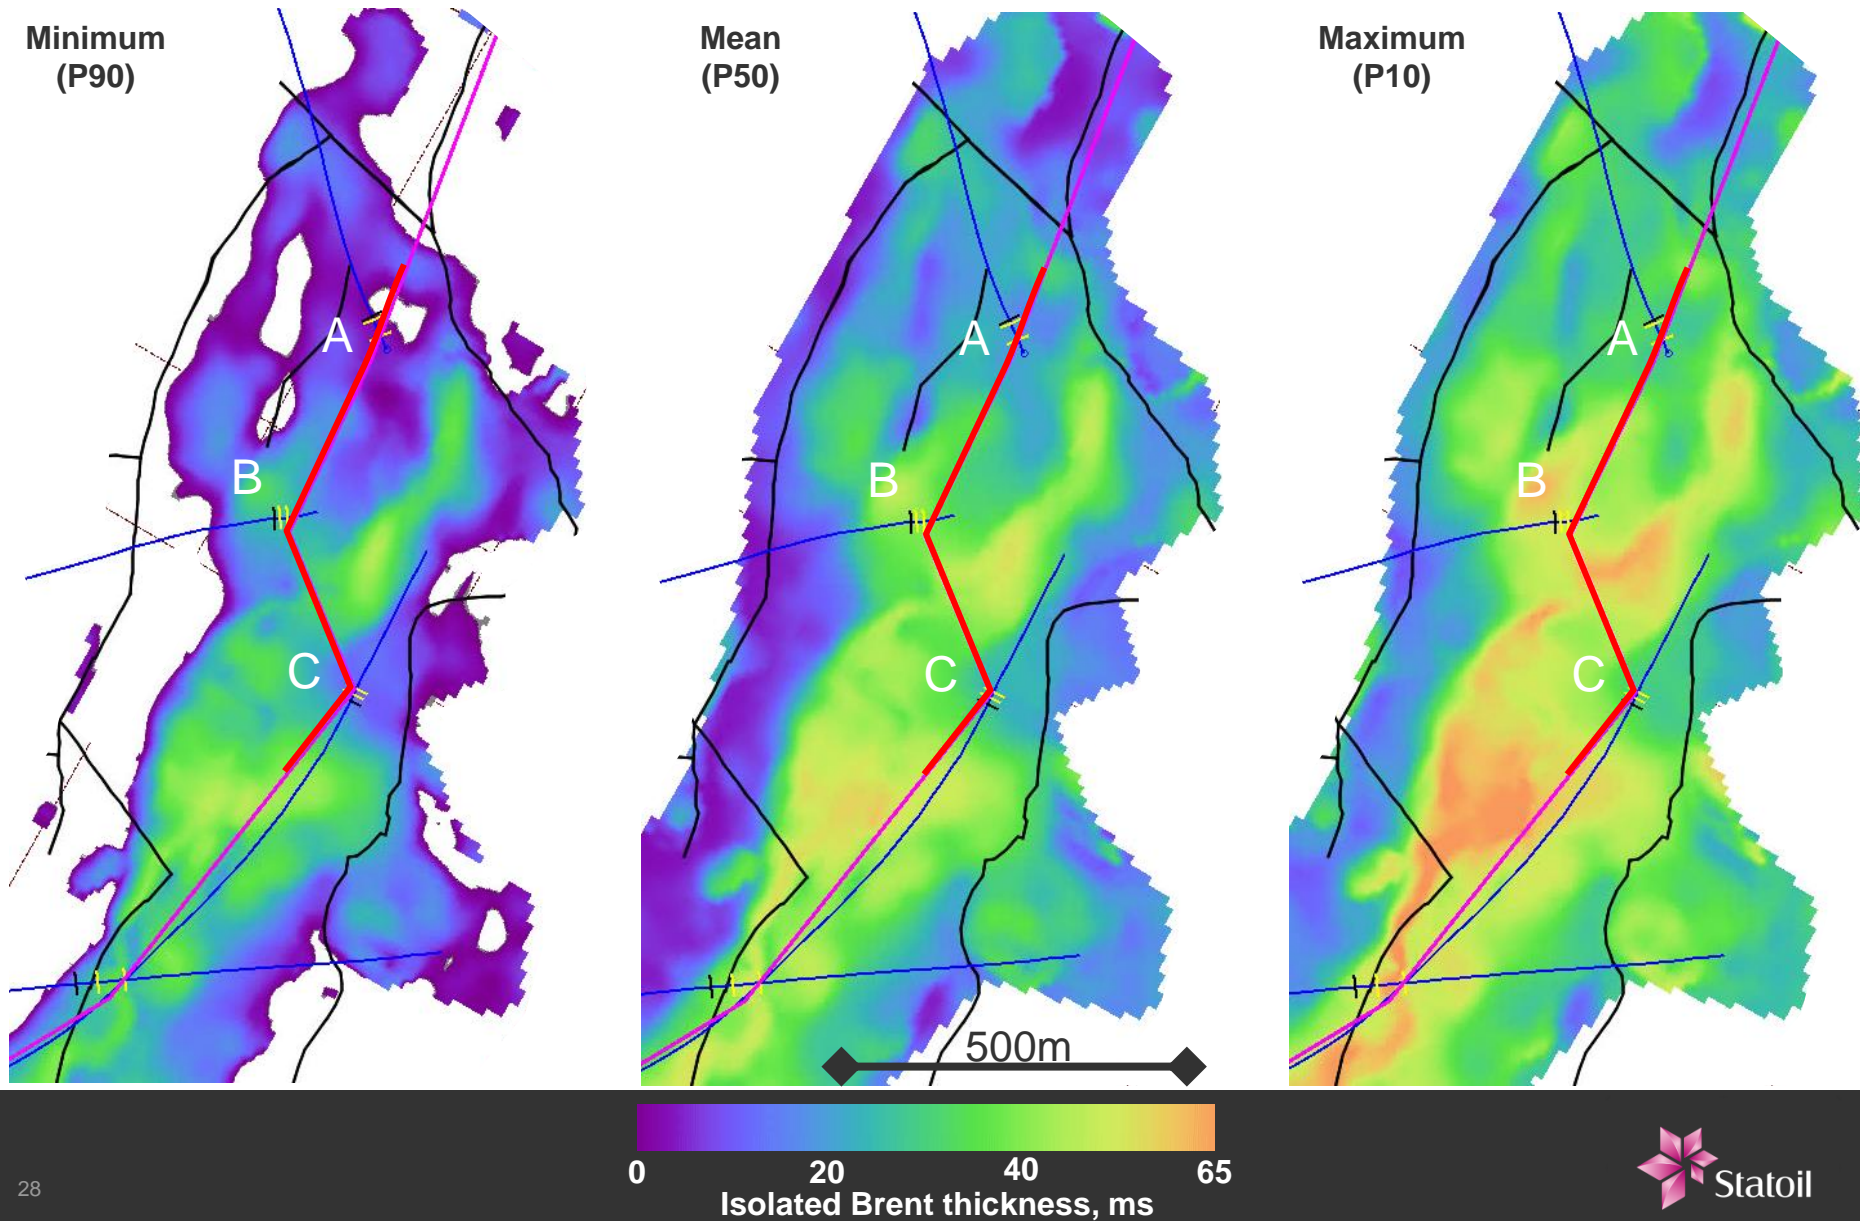 Minimum
(P90)
Mean
(P50)
Maximum
(P10)
A
B
C
A
B
C
A
B
C
500m
0 20 40 65
Isolated Brent thickness, ms
28
Statoil